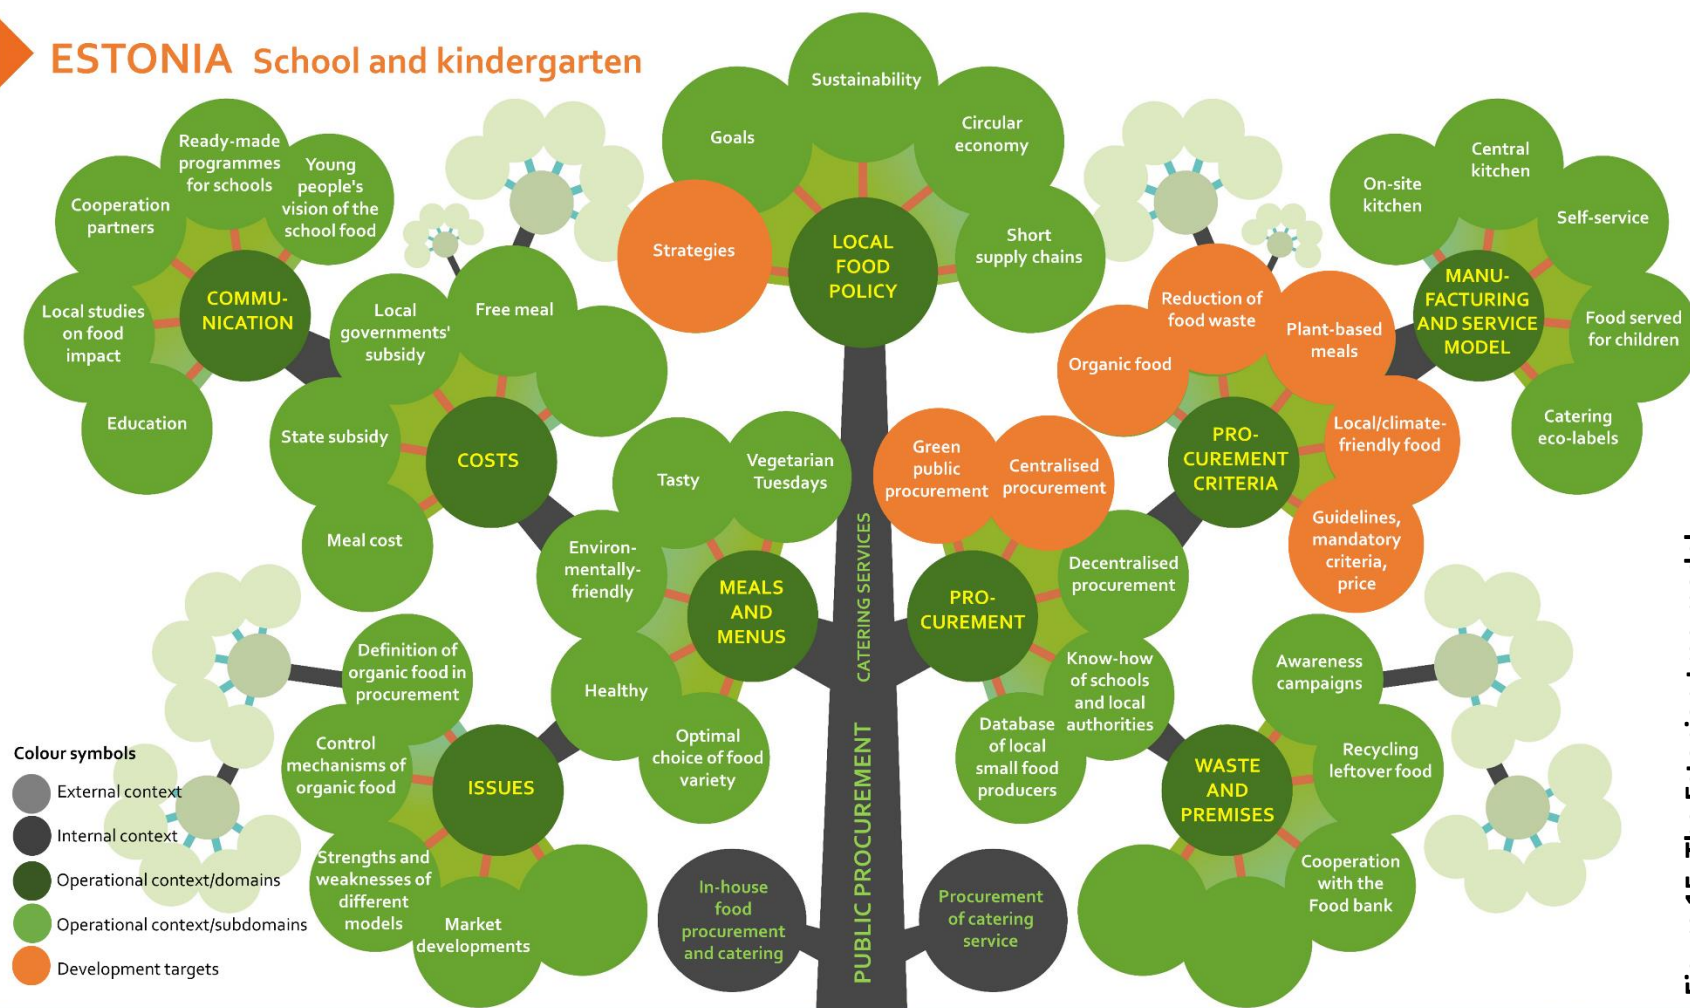 ESTONIA School and kindergarten
Ready-made
programmes
for schools
Young
people's
vision of the
school food
Cooperation
partners
Local studies
on food
impact
Education
COMMU-
NICATION
Local
governments'
subsidy
Free meal
State subsidy
Meal cost
COSTS
Goals
Sustainability
Circular
economy
Strategies
Short
supply chains
LOCAL
FOOD
POLICY
Tasty
Vegetarian
Tuesdays
Environ-
mentally-
friendly
Healthy
Optimal
choice of food
variety
MEALS
AND
MENUS
Green
public
procurement
Centralised
procurement
Decentralised
procurement
Know-how
of schools
and local
authorities
Database
of local
small food
producers
PRO-
CUREMENT
Organic food
Reduction of
food waste
Plant-based
meals
Local/climate-
friendly food
Guidelines,
mandatory
criteria,
price
PRO-
CUREMENT
CRITERIA
On-site
kitchen
Central
kitchen
Self-service
Food served
for children
Catering
eco-labels
MANU-
FACTURING
AND SERVICE
MODEL
Definition of
organic food in
procurement
Control
mechanisms of
organic food
Strengths and
weaknesses of
different
models
Market
developments
ISSUES
Awareness
campaigns
Recycling
leftover food
Cooperation
with the
Food bank
WASTE
AND
PREMISES
In-house
food
procurement
and catering
Procurement
of catering
service
PUBLIC PROCUREMENT CATERING SERVICES
Colour symbols
External context
Internal context
Operational context/domains
Operational context/subdomains
Development targets